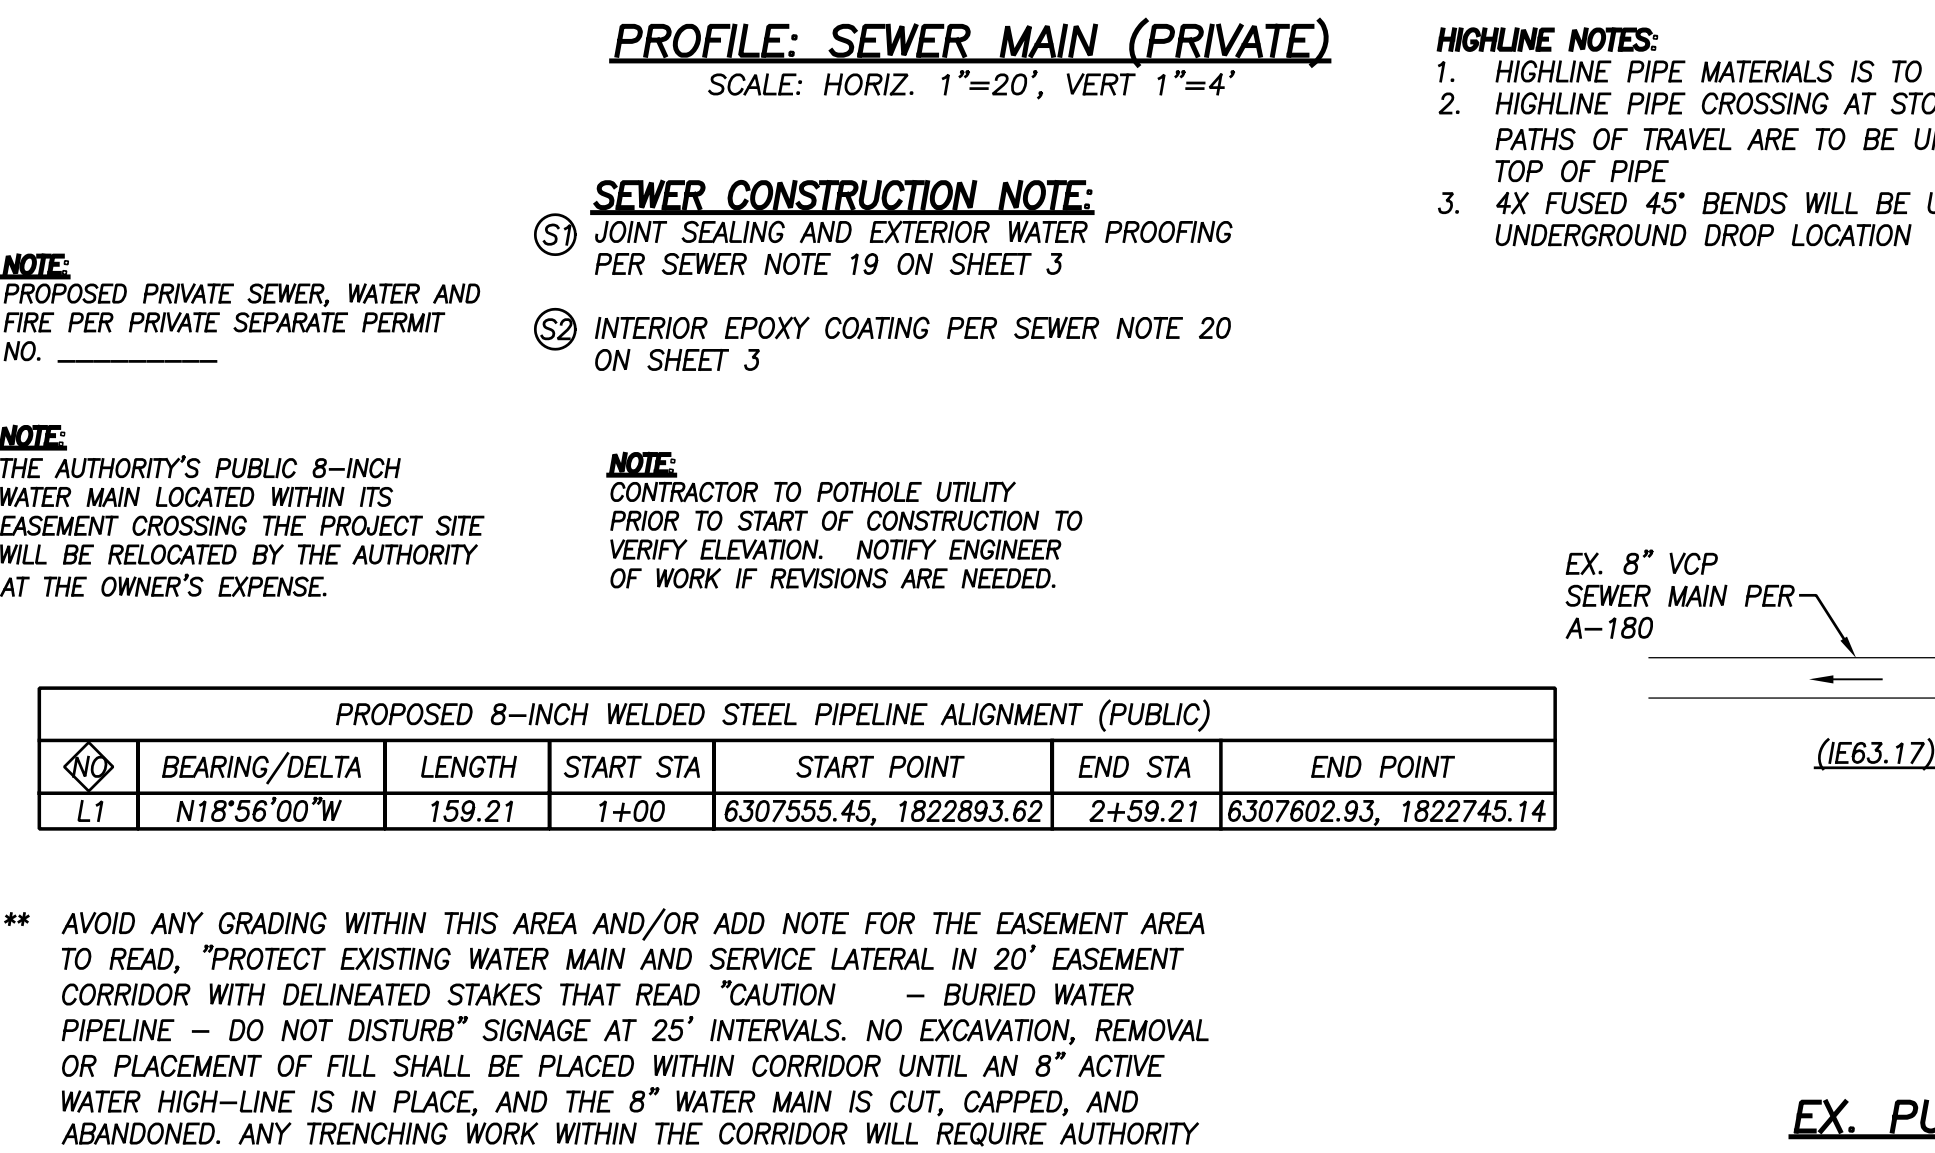 PROFILE: SEWER MAIN (PRIVATE)
SCALE: HORIZ. 1"=20', VERT 1"=4'
HIGHLINE NOTES:
1. HIGHLINE PIPE MATERIALS IS TO
2. HIGHLINE PIPE CROSSING AT
PATHS OF TRAVEL ARE TO BE
TOP OF PIPE
3. 4X FUSED 45° BENDS WILL BE
UNDERGROUND DROP LOCATION
SEWER CONSTRUCTION NOTE:
S1 JOINT SEALING AND EXTERIOR WATER PROOFING
PER SEWER NOTE 19 ON SHEET 3
S2 INTERIOR EPOXY COATING PER SEWER NOTE 20
ON SHEET 3
NOTE:
PROPOSED PRIVATE SEWER, WATER AND
FIRE PER PRIVATE SEPARATE PERMIT
NO. _________
NOTE:
THE AUTHORITY'S PUBLIC 8-INCH
WATER MAIN LOCATED WITHIN ITS
EASEMENT CROSSING THE PROJECT SITE
WILL BE RELOCATED BY THE AUTHORITY
AT THE OWNER'S EXPENSE.
NOTE:
CONTRACTOR TO POTHOLE UTILITY
PRIOR TO START OF CONSTRUCTION TO
VERIFY ELEVATION. NOTIFY ENGINEER
OF WORK IF REVISIONS ARE NEEDED.
EX. 8" VCP
SEWER MAIN PER
A-180
(IE63.17)
PROPOSED 8-INCH WELDED STEEL PIPELINE ALIGNMENT (PUBLIC)
NO BEARING/DELTA LENGTH START STA START POINT END STA END POINT
L1 N18°56'00"W 159.21 1+00 6307555.45, 1822893.62 2+59.21 6307602.93, 1822745.14
** AVOID ANY GRADING WITHIN THIS AREA AND/OR ADD NOTE FOR THE EASEMENT AREA
TO READ, "PROTECT EXISTING WATER MAIN AND SERVICE LATERAL IN 20' EASEMENT
CORRIDOR WITH DELINEATED STAKES THAT READ "CAUTION - BURIED WATER
PIPELINE - DO NOT DISTURB" SIGNAGE AT 25' INTERVALS. NO EXCAVATION, REMOVAL
OR PLACEMENT OF FILL SHALL BE PLACED WITHIN CORRIDOR UNTIL AN 8" ACTIVE
WATER HIGH-LINE IS IN PLACE, AND THE 8" WATER MAIN IS CUT, CAPPED, AND
ABANDONED. ANY TRENCHING WORK WITHIN THE CORRIDOR WILL REQUIRE AUTHORITY
EX.